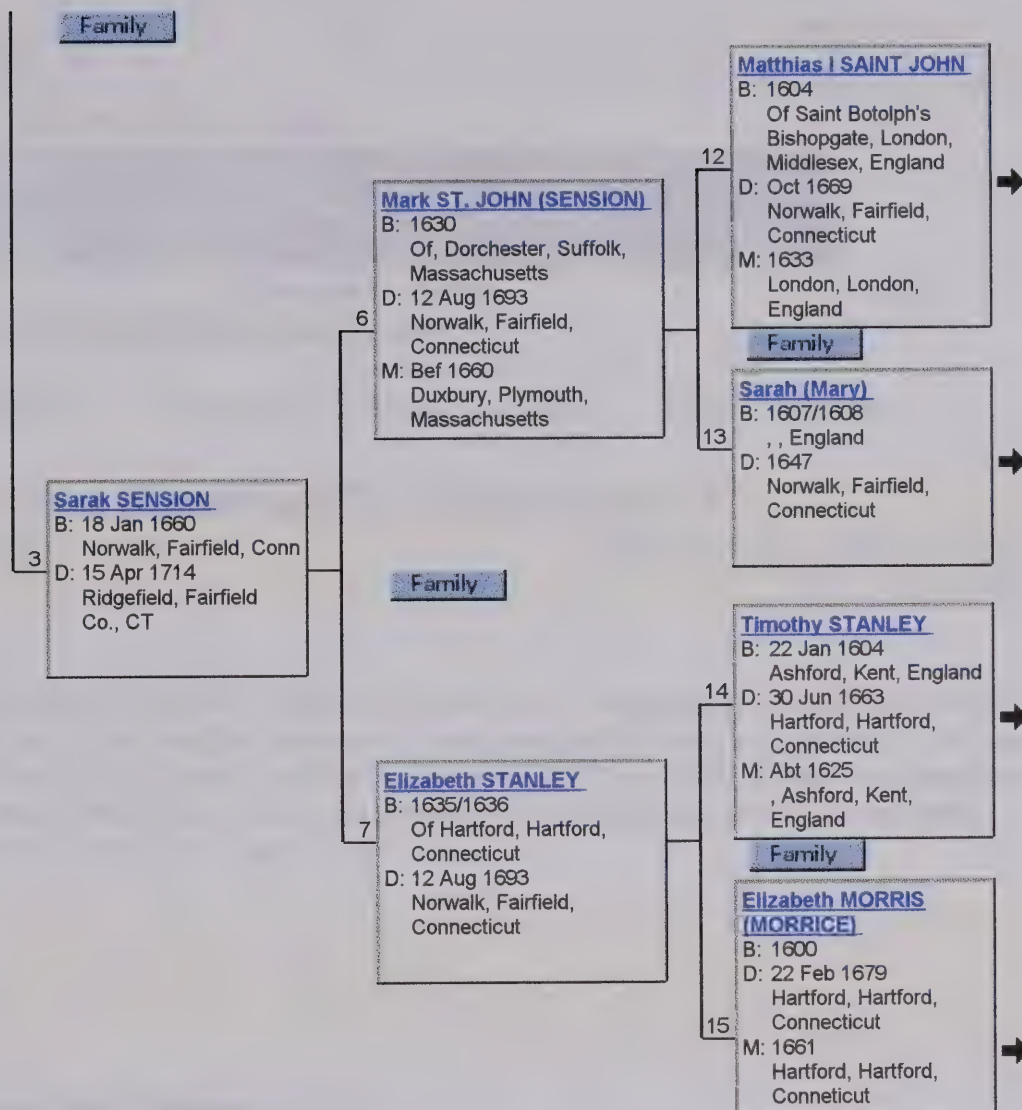 Family
Matthias I SAINT JOHN
B: 1604
Of Saint Botolph's
Bishopgate, London,
Middlesex, England
12
D: Oct 1669
Norwalk, Fairfield,
Connecticut
M: 1633
London, London,
England
Mark ST. JOHN (SENSION)
B: 1630
Of, Dorchester, Suffolk,
Massachusetts
D: 12 Aug 1693
6
Norwalk, Fairfield,
Connecticut
M: Bef 1660
Duxbury, Plymouth,
Massachusetts
Family
Sarah (Mary)
B: 1607/1608
, , England
13
D: 1647
Norwalk, Fairfield,
Connecticut
Sarak SENSION
B: 18 Jan 1660
Norwalk, Fairfield, Conn
3
D: 15 Apr 1714
Ridgefield, Fairfield
Co., CT
Family
Timothy STANLEY
B: 22 Jan 1604
Ashford, Kent, England
14
D: 30 Jun 1663
Hartford, Hartford,
Connecticut
M: Abt 1625
, Ashford, Kent,
England
Elizabeth STANLEY
B: 1635/1636
7
Of Hartford, Hartford,
Connecticut
D: 12 Aug 1693
Norwalk, Fairfield,
Connecticut
Family
Elizabeth MORRIS
(MORRICE)
B: 1600
D: 22 Feb 1679
Hartford, Hartford,
Connecticut
15
M: 1661
Hartford, Hartford,
Conneticut